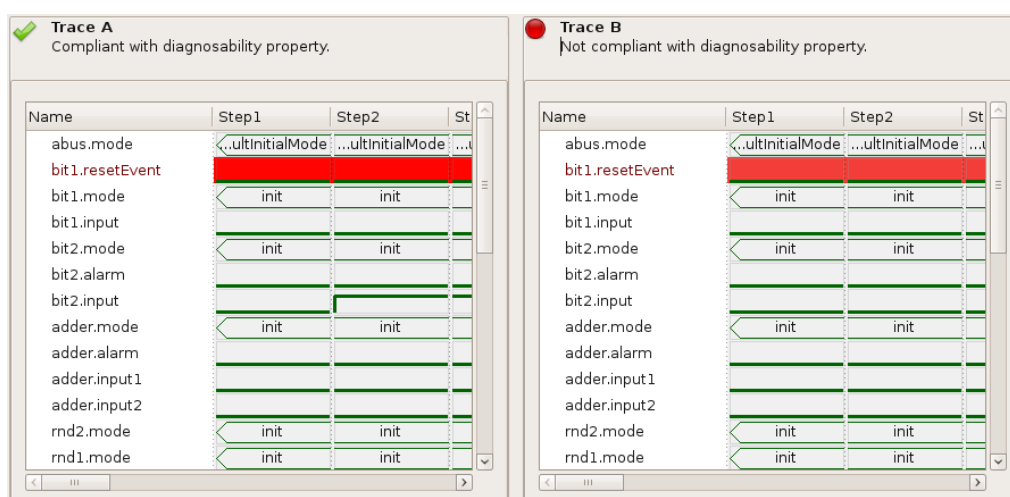 Trace A
Compliant with diagnosability property.
Name Step1 Step2 St
abus.mode ...ultInitialMode ...ultInitialMode ...u
bit1.resetEvent
bit1.mode init init
bit1.input
bit2.mode init init
bit2.alarm
bit2.input
adder.mode init init
adder.alarm
adder.input1
adder.input2
rnd2.mode init init
rnd1.mode init init
Trace B
Not compliant with diagnosability property.
Name Step1 Step2 St
abus.mode ...ultInitialMode ...ultInitialMode ...u
bit1.resetEvent
bit1.mode init init
bit1.input
bit2.mode init init
bit2.alarm
bit2.input
adder.mode init init
adder.alarm
adder.input1
adder.input2
rnd2.mode init init
rnd1.mode init init